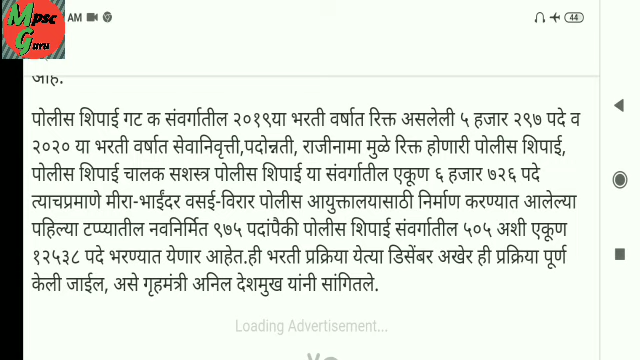 Mpsc
Guru
AM
44
आहे.
पोलीस शिपाई गट क संवर्गातील २०१९या भरती वर्षात रिक्त असलेली ५ हजार २९७ पदे व
२०२० या भरती वर्षात सेवानिवृत्ती,पदोन्नती, राजीनामा मुळे रिक्त होणारी पोलीस शिपाई,
पोलीस शिपाई चालक सशस्त्र पोलीस शिपाई या संवर्गातील एकूण ६ हजार ७२६ पदे
त्याचप्रमाणे मीरा-भाईंदर वसई-विरार पोलीस आयुक्तालयासाठी निर्माण करण्यात आलेल्या
पहिल्या टप्प्यातील नवनिर्मित ९७५ पदांपैकी पोलीस शिपाई संवर्गातील ५०५ अशी एकूण
१२५३८ पदे भरण्यात येणार आहेत.ही भरती प्रक्रिया येत्या डिसेंबर अखेर ही प्रक्रिया पूर्ण
केली जाईल, असे गृहमंत्री अनिल देशमुख यांनी सांगितले.
Loading Advertisement...